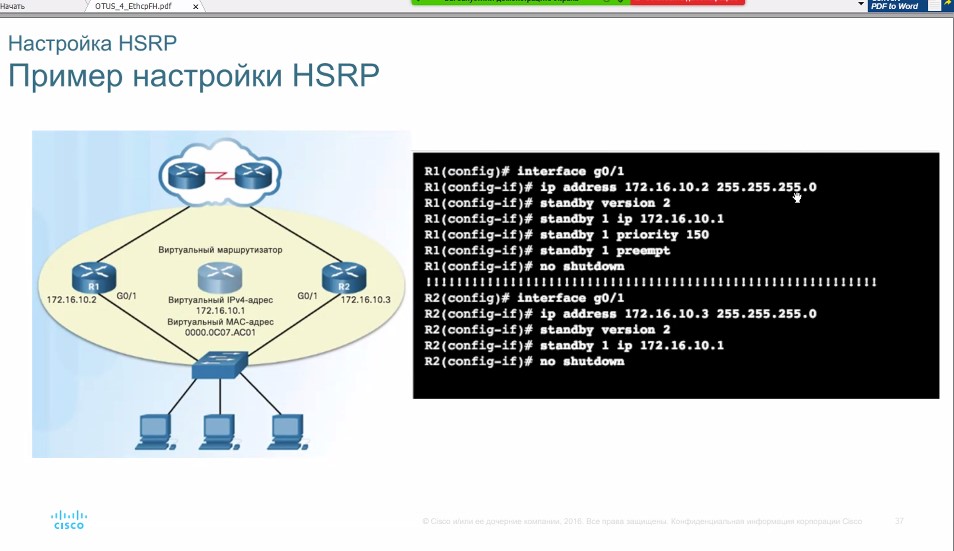 Начать
OTUS_4_EthcpFH.pdf
PDF to Word
Настройка HSRP
Пример настройки HSRP
Виртуальный маршрутизатор
R1
R2
172.16.10.2
G0/1
G0/1
172.16.10.3
Виртуальный IPv4-адрес
172.16.10.1
Виртуальный MAC-адрес
0000.0C07.AC01
R1(config)# interface g0/1
R1(config-if)# ip address 172.16.10.2 255.255.255.0
R1(config-if)# standby version 2
R1(config-if)# standby 1 ip 172.16.10.1
R1(config-if)# standby 1 priority 150
R1(config-if)# standby 1 preempt
R1(config-if)# no shutdown
!!!!!!!!!!!!!!!!!!!!!!!!!!!!!!!!!!!!!!!!!!!!!!!!!!!!!!!!!!
R2(config)# interface g0/1
R2(config-if)# ip address 172.16.10.3 255.255.255.0
R2(config-if)# standby version 2
R2(config-if)# standby 1 ip 172.16.10.1
R2(config-if)# no shutdown
CISCO
© Cisco и/или ее дочерние компании, 2016. Все права защищены. Конфиденциальная информация корпорации Cisco
37